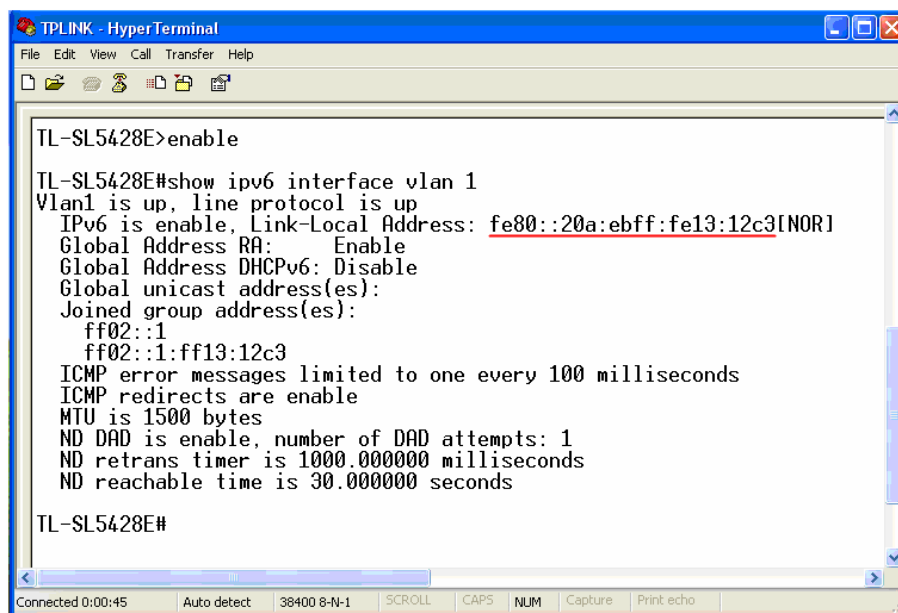 TPLINK - HyperTerminal
File Edit View Call Transfer Help
TL-SL5428E>enable
TL-SL5428E#show ipv6 interface vlan 1
Vlan1 is up, line protocol is up
IPv6 is enable, Link-Local Address: fe80::20a:ebff:fe13:12c3[NOR]
Global Address RA: Enable
Global Address DHCPv6: Disable
Global unicast address(es):
Joined group address(es):
ff02::1
ff02::1:ff13:12c3
ICMP error messages limited to one every 100 milliseconds
ICMP redirects are enable
MTU is 1500 bytes
ND DAD is enable, number of DAD attempts: 1
ND retrans timer is 1000.000000 milliseconds
ND reachable time is 30.000000 seconds
TL-SL5428E#
Connected 0:00:45 Auto detect 38400 8-N-1 SCROLL CAPS NUM Capture Print echo